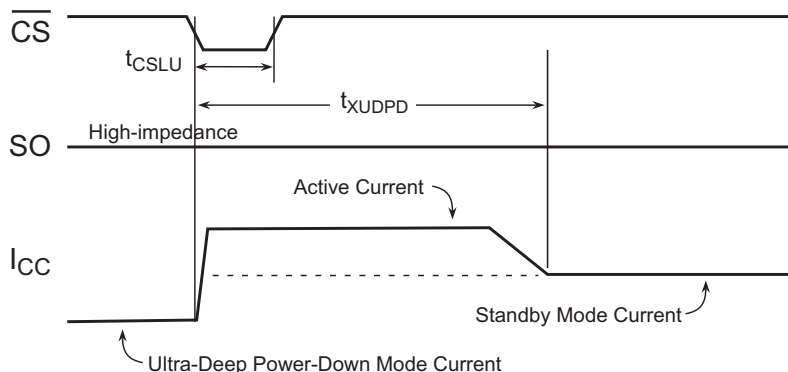 CS
tCSLU
tXUDPD
High-impedance
SO
Active Current
ICC
Standby Mode Current
Ultra-Deep Power-Down Mode Current